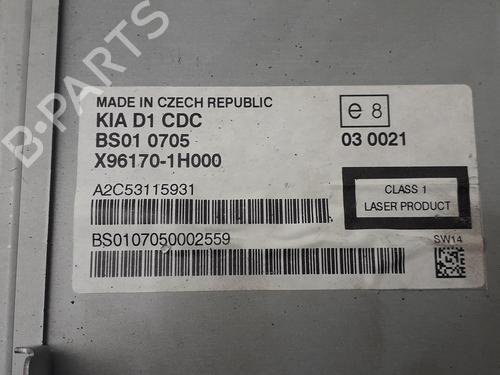 MADE IN CZECH REPUBLIC
KIA D1 CDC
BS01 0705
X96170-1H000
e 8
03 0021
A2C53115931
CLASS 1
LASER PRODUCT
BS0107050002559
SW14
B-PARTS